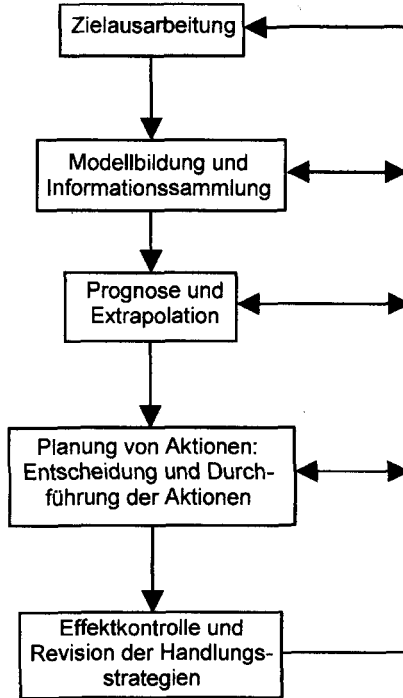 Zielausarbeitung
Modellbildung und
Informationssammlung
Prognose und
Extrapolation
Planung von Aktionen:
Entscheidung und Durch-
führung der Aktionen
Effektkontrolle und
Revision der Handlungs-
strategien